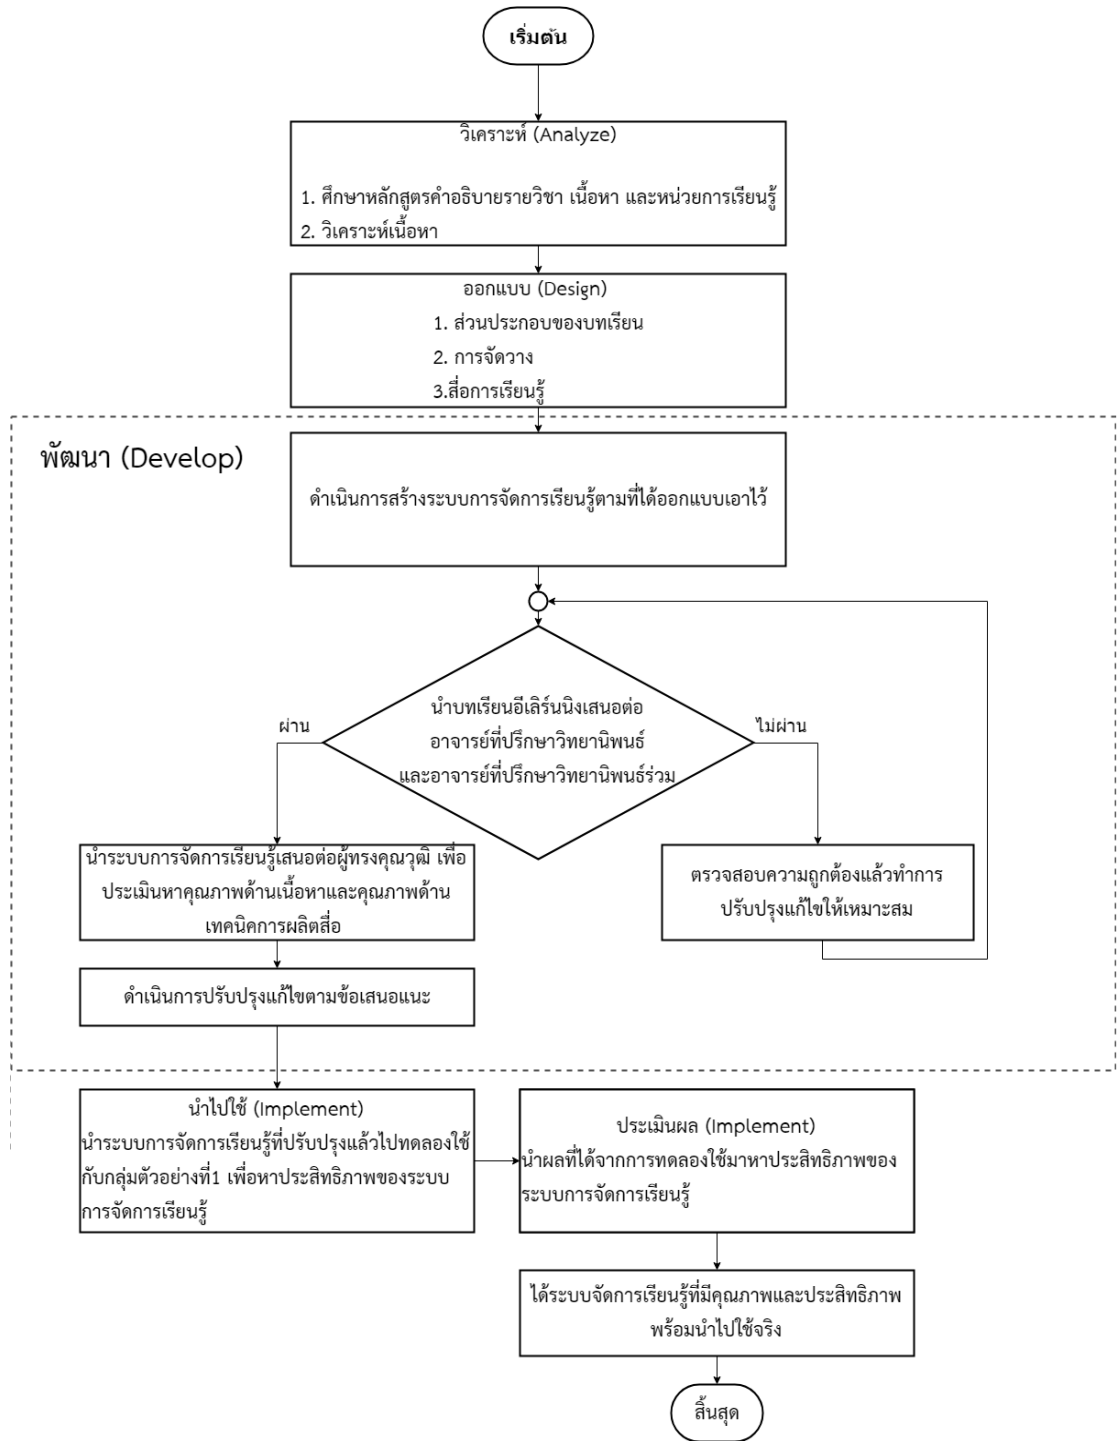 เริ่มต้น
วิเคราะห์ (Analyze)
1. ศึกษาหลักสูตรคำอธิบายรายวิชา เนื้อหา และหน่วยการเรียนรู้
2. วิเคราะห์เนื้อหา
ออกแบบ (Design)
1. ส่วนประกอบของบทเรียน
2. การจัดวาง
3.สื่อการเรียนรู้
พัฒนา (Develop)
ดำเนินการสร้างระบบการจัดการเรียนรู้ตามที่ได้ออกแบบเอาไว้
นำบทเรียนอีเลิร์นนิงเสนอต่อ
อาจารย์ที่ปรึกษาวิทยานิพนธ์
และอาจารย์ที่ปรึกษาวิทยานิพนธ์ร่วม
ผ่าน
ไม่ผ่าน
นำระบบการจัดการเรียนรู้เสนอต่อผู้ทรงคุณวุฒิ เพื่อ
ประเมินหาคุณภาพด้านเนื้อหาและคุณภาพด้าน
เทคนิคการผลิตสื่อ
ตรวจสอบความถูกต้องแล้วทำการ
ปรับปรุงแก้ไขให้เหมาะสม
ดำเนินการปรับปรุงแก้ไขตามข้อเสนอแนะ
นำไปใช้ (Implement)
นำระบบการจัดการเรียนรู้ที่ปรับปรุงแล้วไปทดลองใช้
กับกลุ่มตัวอย่างที่1 เพื่อหาประสิทธิภาพของระบบ
การจัดการเรียนรู้
ประเมินผล (Implement)
นำผลที่ได้จากการทดลองใช้มาหาประสิทธิภาพของ
ระบบการจัดการเรียนรู้
ได้ระบบจัดการเรียนรู้ที่มีคุณภาพและประสิทธิภาพ
พร้อมนำไปใช้จริง
สิ้นสุด